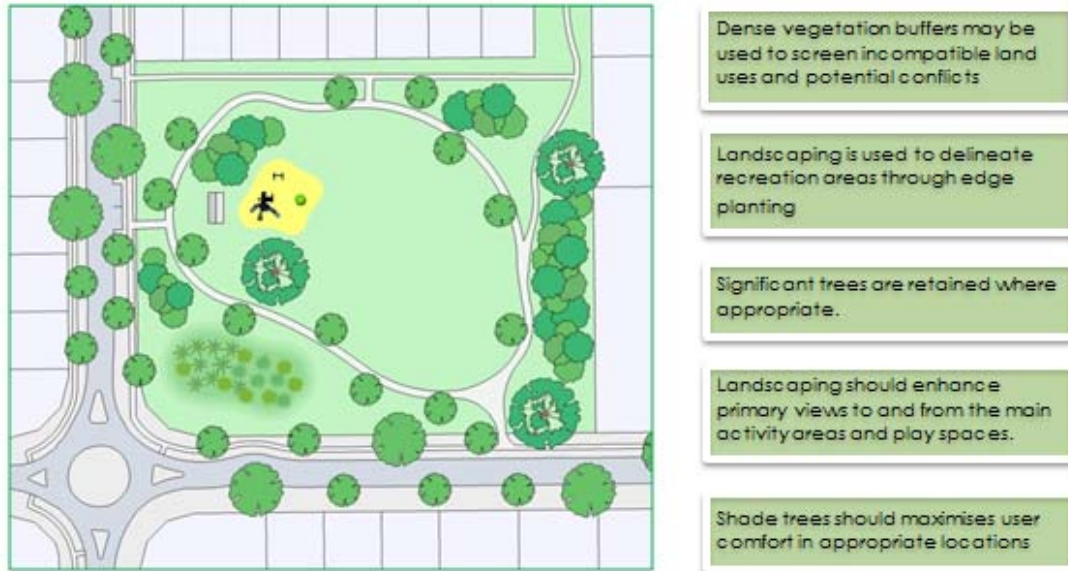 Dense vegetation buffers may be
used to screen incompatible land
uses and potential conflicts
Landscaping is used to delineate
recreation areas through edge
planting
Significant trees are retained where
appropriate.
Landscaping should enhance
primary views to and from the main
activity areas and play spaces.
Shade trees should maximises user
comfort in appropriate locations